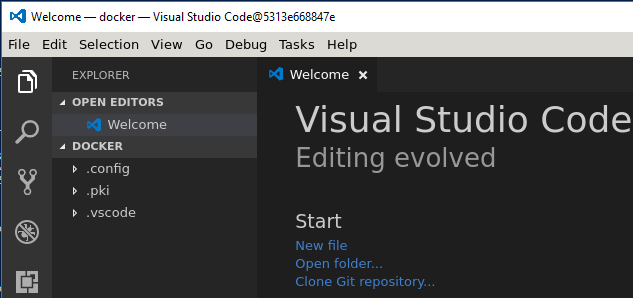 Welcome — docker — Visual Studio Code@5313e668847e
File Edit Selection View Go Debug Tasks Help
EXPLORER
OPEN EDITORS
Welcome
DOCKER
.config
.pki
.vscode
Welcome
Visual Studio Code
Editing evolved
Start
New file
Open folder...
Clone Git repository...